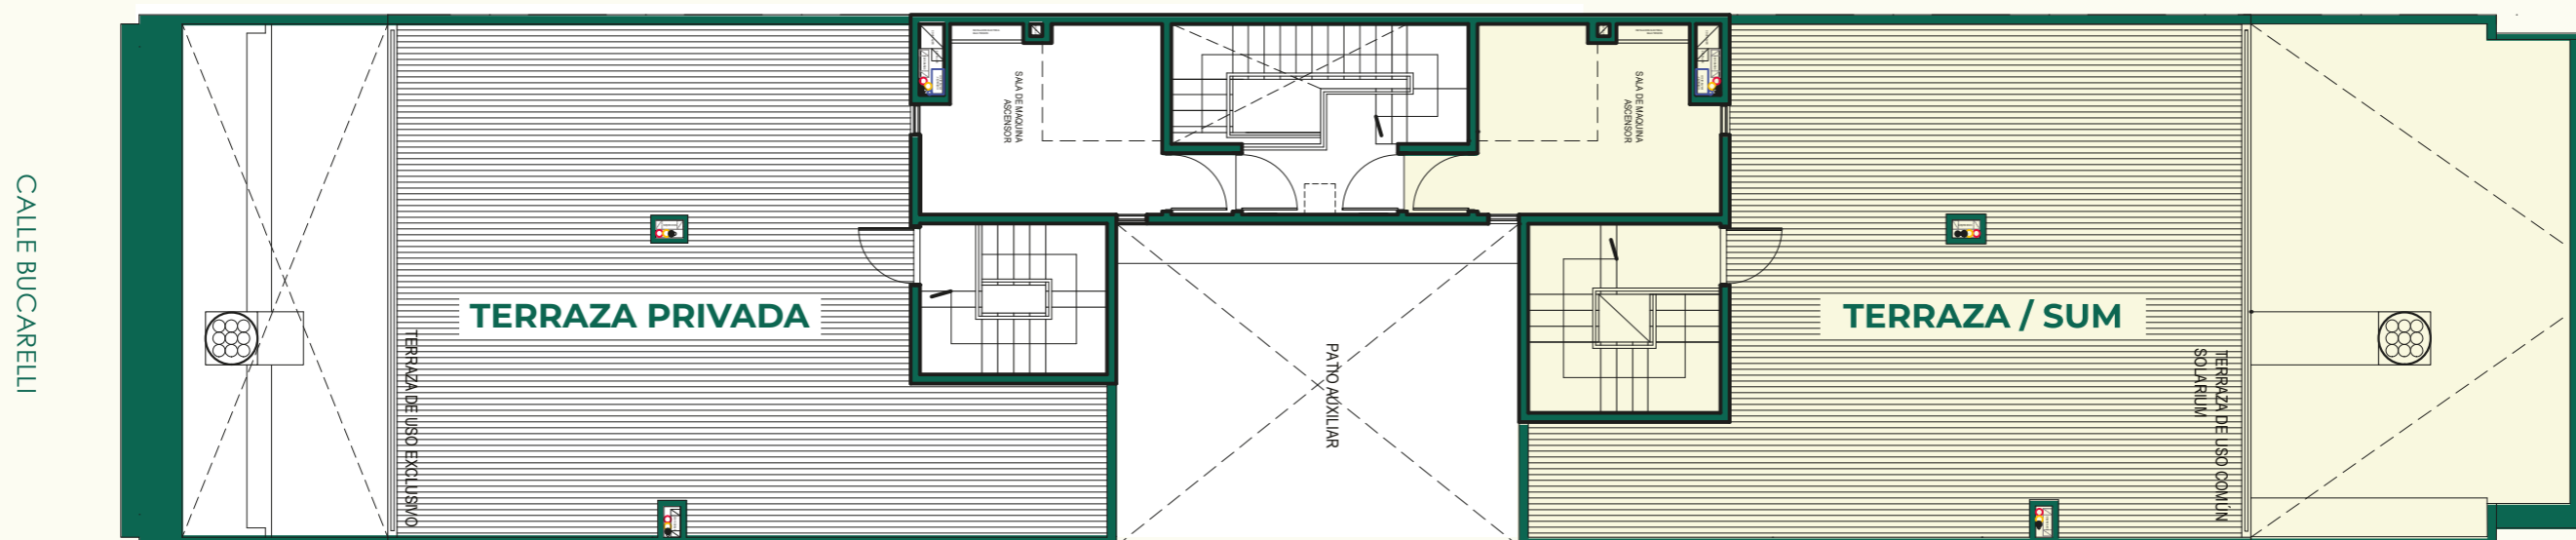 CALLE BUCARELLI
TERRAZA PRIVADA
TERRAZA DE USO EXCLUSIVO
SALA DE MAQUINA
ASCENSOR
PATIO AUXILIAR
SALA DE MAQUINA
ASCENSOR
TERRAZA / SUM
TERRAZA DE USO COMÚN
SOLARIUM